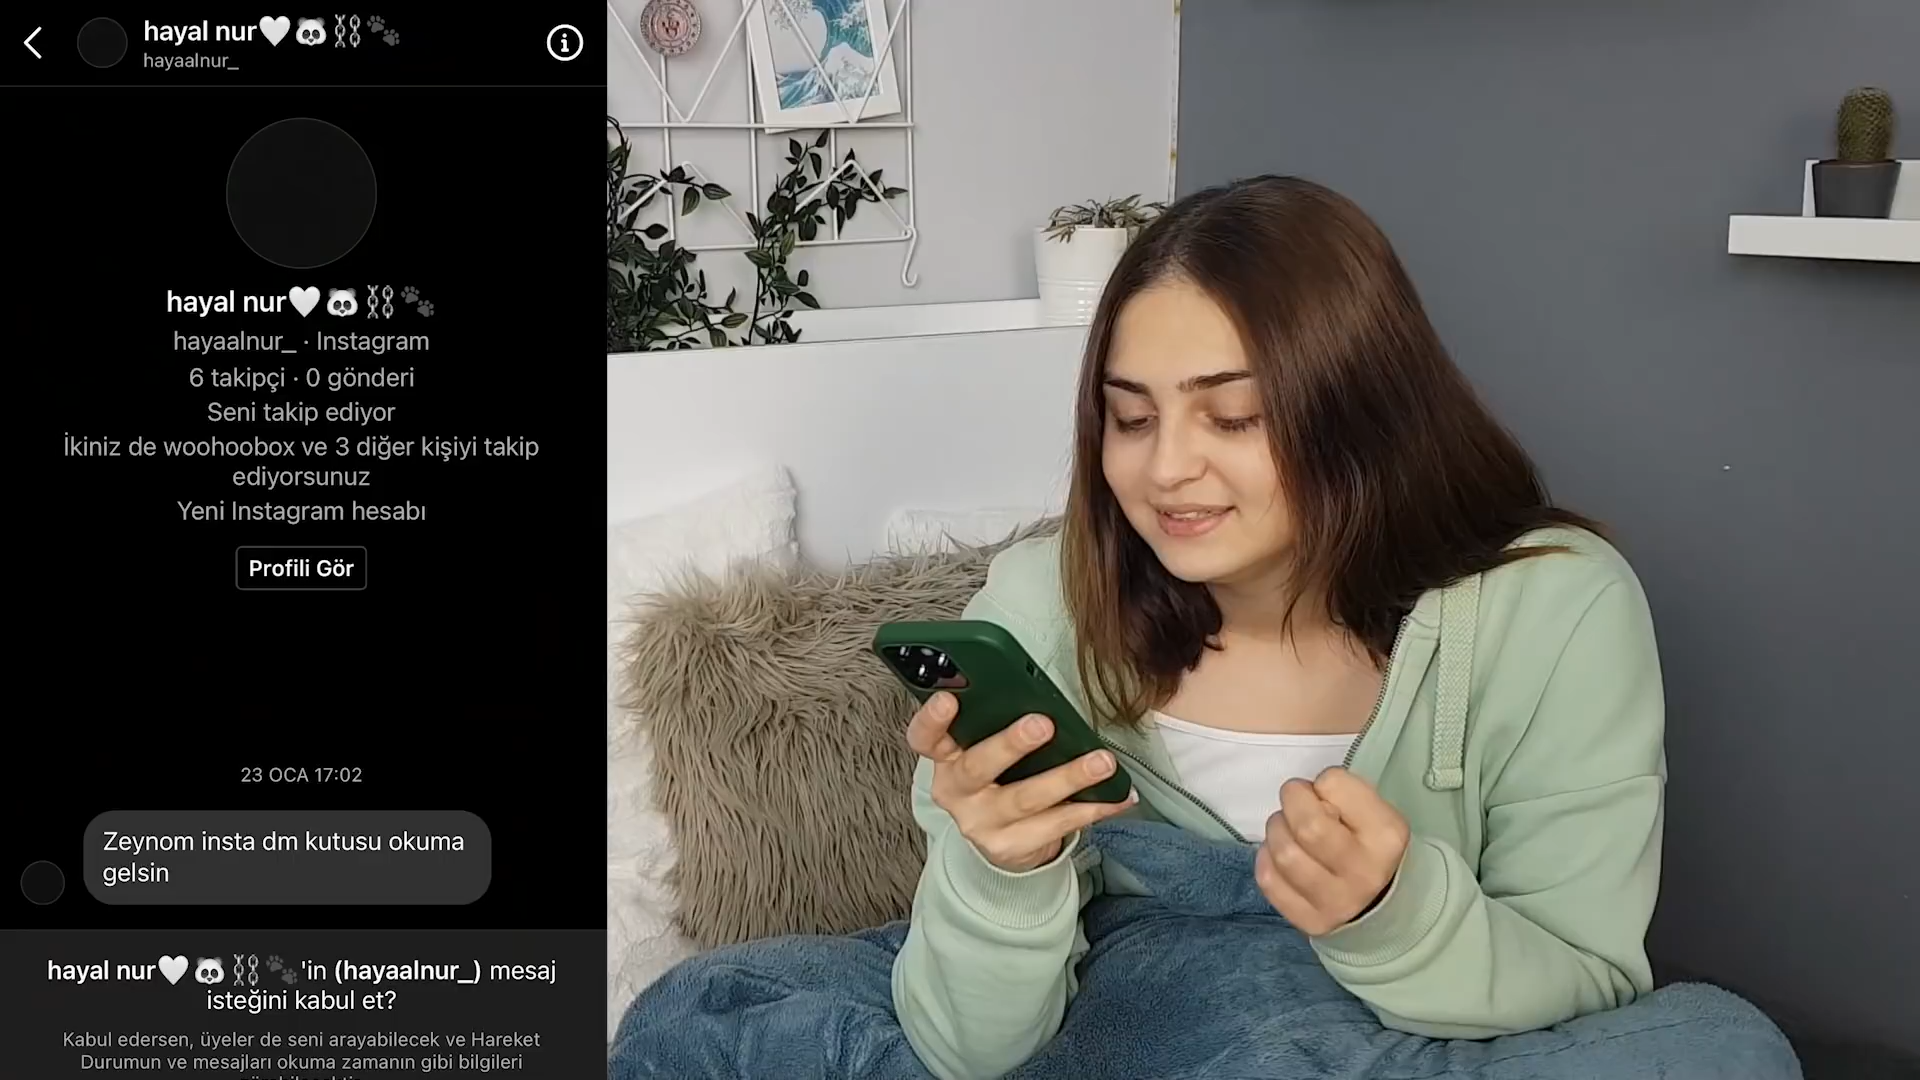 hayal nur🤍🐼⛓️🐾
hayaalnur_
hayal nur🤍🐼⛓️🐾
hayaalnur_ · Instagram
6 takipçi · 0 gönderi
Seni takip ediyor
İkiniz de woohoobox ve 3 diğer kişiyi takip
ediyorsunuz
Yeni Instagram hesabı
Profili Gör
23 OCA 17:02
Zeynom insta dm kutusu okuma
gelsin
hayal nur🤍🐼⛓️🐾'in (hayaalnur_) mesaj
isteğini kabul et?
Kabul edersen, üyeler de seni arayabilecek ve Hareket
Durumun ve mesajları okuma zamanın gibi bilgileri